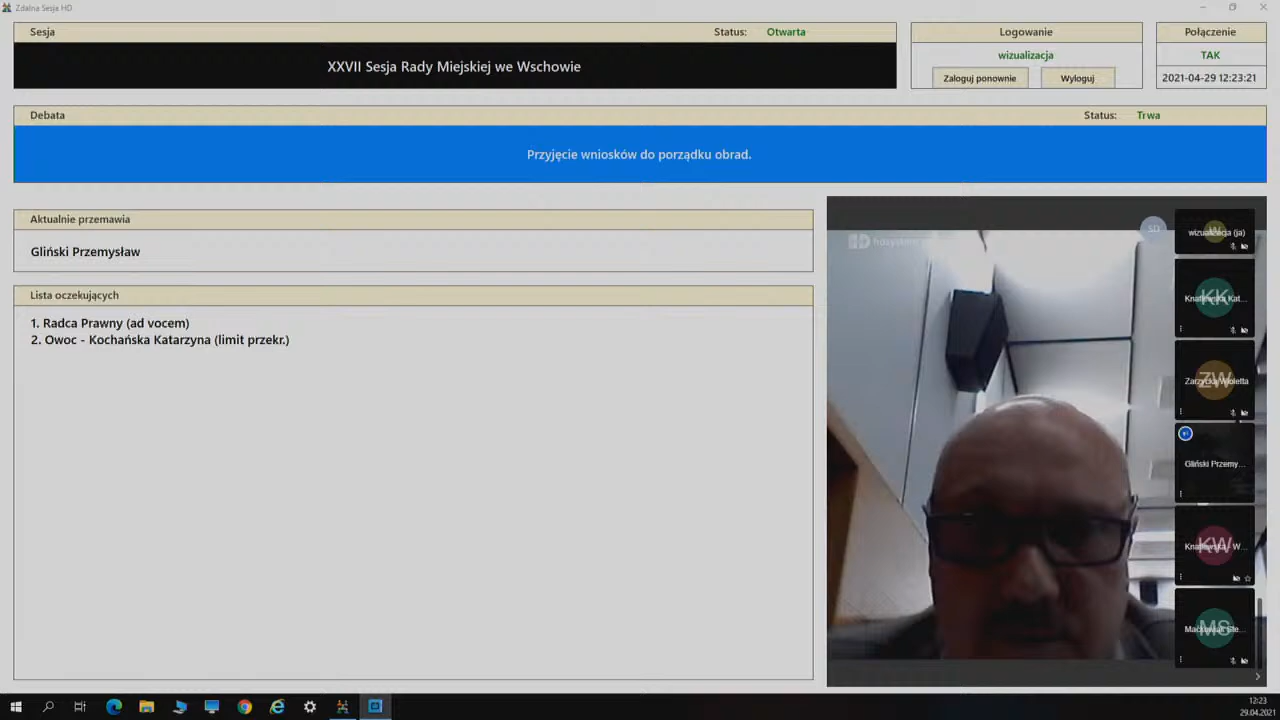 Zdalna Sesja HD
Sesja
Status: Otwarta
XXVII Sesja Rady Miejskiej we Wschowie
Logowanie
wizualizacja
Zaloguj ponownie
Wyloguj
Połączenie
TAK
2021-04-29 12:23:21
Debata
Status: Trwa
Przyjęcie wniosków do porządku obrad.
Aktualnie przemawia
Gliński Przemysław
Lista oczekujących
1. Radca Prawny (ad vocem)
2. Owoc - Kochańska Katarzyna (limit przekr.)
SD
wizualizacja (ja)
KK
ZW
Zarzycka Wioletta
Gliński Przemy...
KW
MS
12:23
29.04.2021